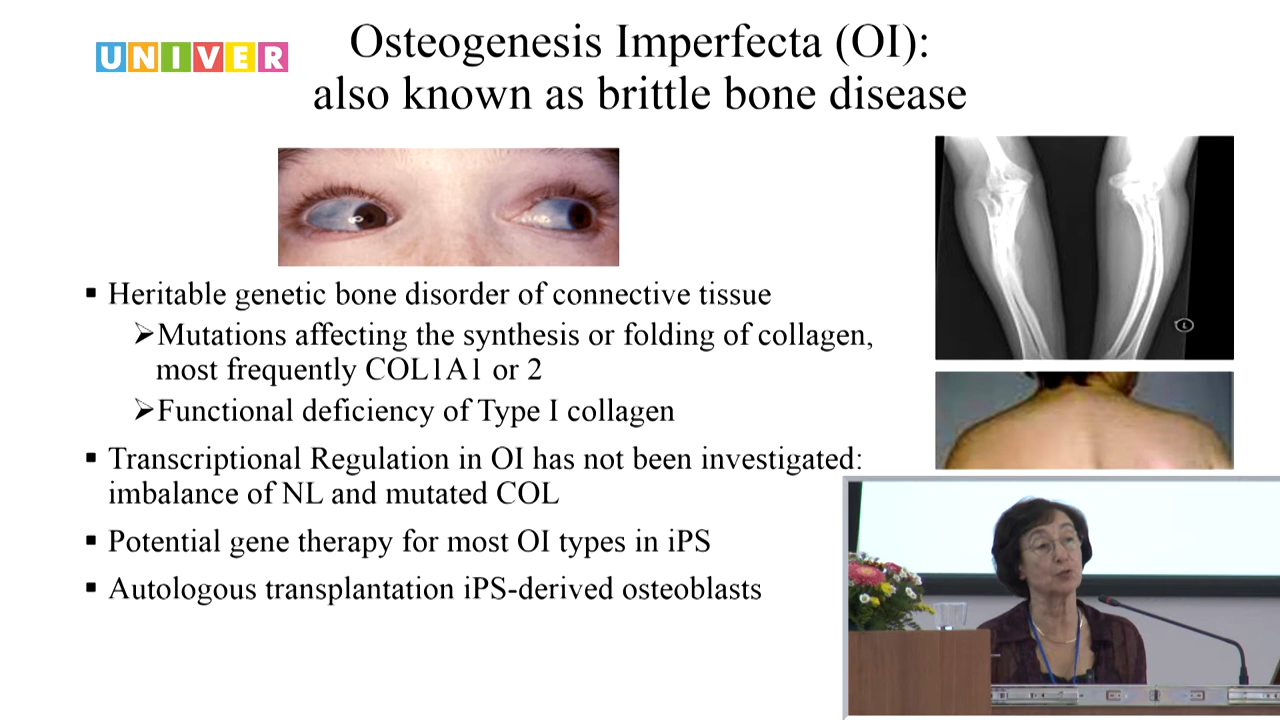 UNIVER
Osteogenesis Imperfecta (OI):
also known as brittle bone disease
▪ Heritable genetic bone disorder of connective tissue
➢Mutations affecting the synthesis or folding of collagen,
most frequently COL1A1 or 2
➢Functional deficiency of Type I collagen
▪ Transcriptional Regulation in OI has not been investigated:
imbalance of NL and mutated COL
▪ Potential gene therapy for most OI types in iPS
▪ Autologous transplantation iPS-derived osteoblasts
L